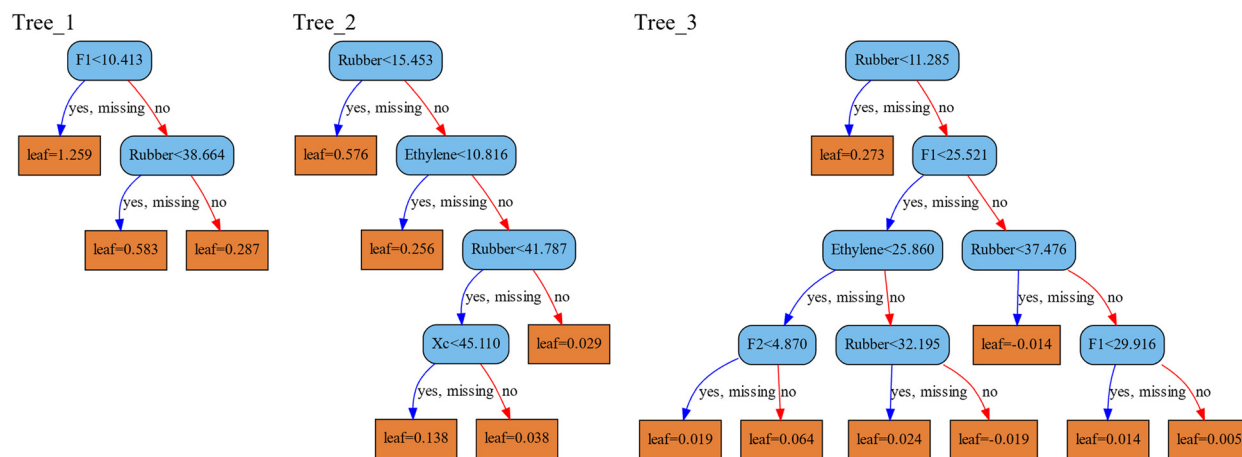 Tree_1
F1<10.413
yes, missing no
leaf=1.259
Rubber<38.664
yes, missing no
leaf=0.583
leaf=0.287
Tree_2
Rubber<15.453
yes, missing no
leaf=0.576
Ethylene<10.816
yes, missing no
leaf=0.256
Rubber<41.787
yes, missing no
Xc<45.110
leaf=0.029
yes, missing no
leaf=0.138
leaf=0.038
Tree_3
Rubber<11.285
yes, missing no
leaf=0.273
F1<25.521
yes, missing no
Ethylene<25.860
Rubber<37.476
yes, missing no
yes, missing no
F2<4.870
Rubber<32.195
leaf=-0.014
F1<29.916
yes, missing no
yes, missing no
yes, missing no
leaf=0.019
leaf=0.064
leaf=0.024
leaf=-0.019
leaf=0.014
leaf=0.005